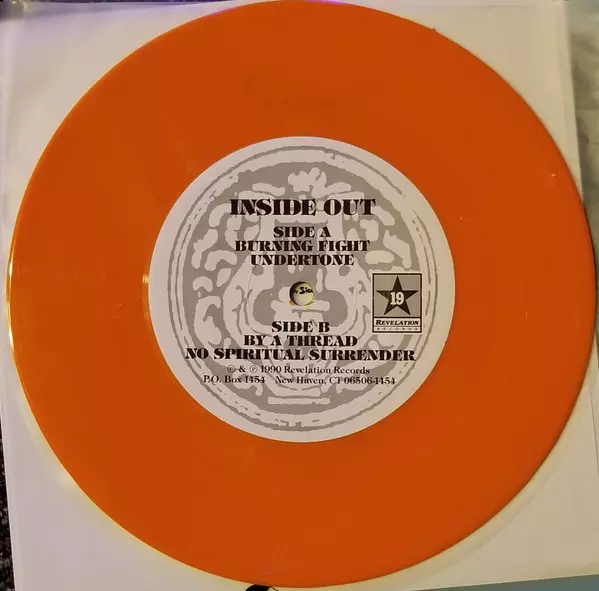 INSIDE OUT
SIDE A
BURNING FIGHT
UNDERTONE
19
REVELATION
RECORDS
SIDE B
BY A THREAD
NO SPIRITUAL SURRENDER
© & ℗ 1990 Revelation Records
P.O. Box 1454 New Haven, CT 06506-1454